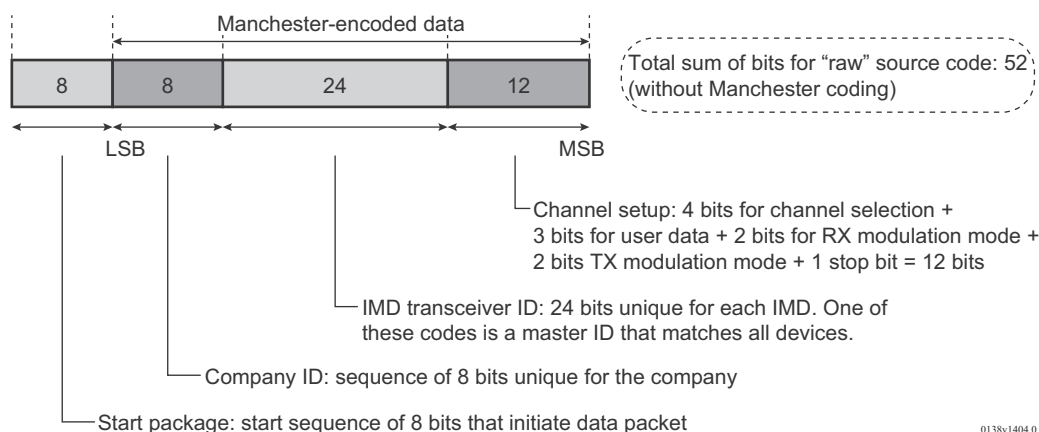 Manchester-encoded data
8 8 24 12
Total sum of bits for “raw” source code: 52
(without Manchester coding)
LSB MSB
Channel setup: 4 bits for channel selection +
3 bits for user data + 2 bits for RX modulation mode +
2 bits TX modulation mode + 1 stop bit = 12 bits
IMD transceiver ID: 24 bits unique for each IMD. One of
these codes is a master ID that matches all devices.
Company ID: sequence of 8 bits unique for the company
Start package: start sequence of 8 bits that initiate data packet
0138v1404.0